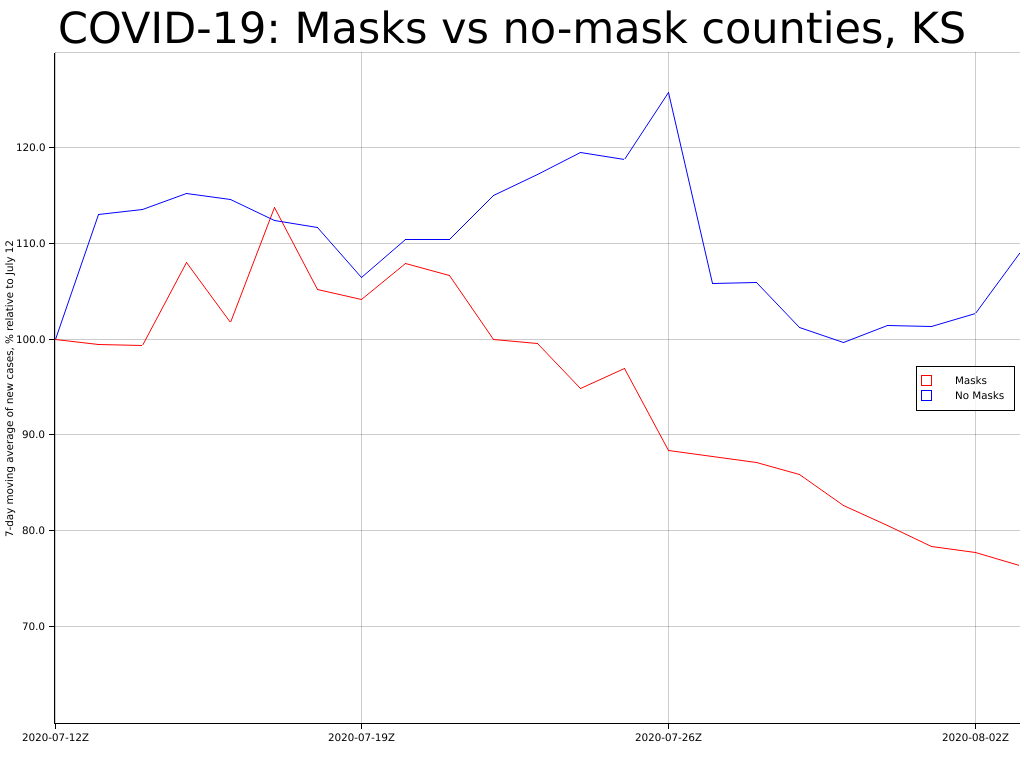 COVID-19: Masks vs no-mask counties, KS
7-day moving average of new cases, % relative to July 12
120.0
110.0
100.0
90.0
80.0
70.0
Masks
No Masks
2020-07-12Z
2020-07-19Z
2020-07-26Z
2020-08-02Z